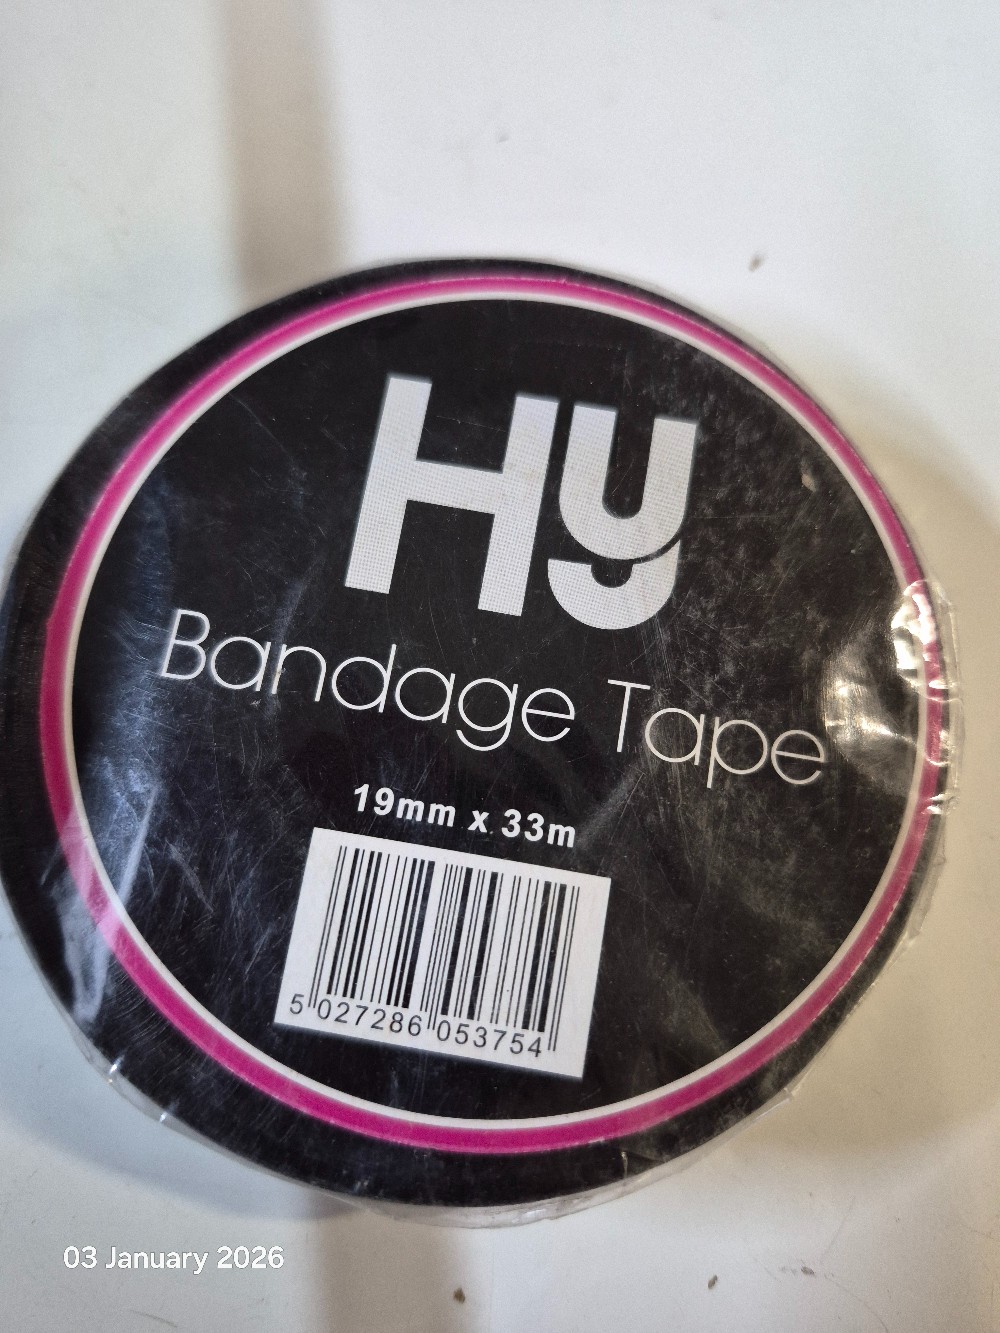 Hy
Bandage Tape
19mm x 33m
5 027286 053754
03 January 2026